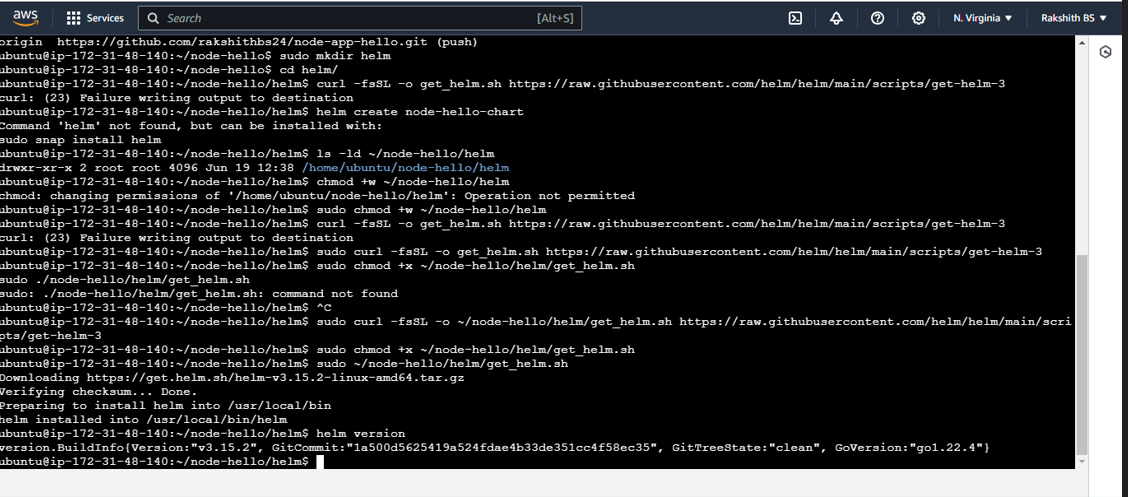 aws
Services
Search
[Alt+S]
N. Virginia ▼
Rakshith BS ▼
origin  https://github.com/rakshithbs24/node-app-hello.git (push)
ubuntu@ip-172-31-48-140:~/node-hello$ sudo mkdir helm
ubuntu@ip-172-31-48-140:~/node-hello$ cd helm/
ubuntu@ip-172-31-48-140:~/node-hello/helm$ curl -fsSL -o get_helm.sh https://raw.githubusercontent.com/helm/helm/main/scripts/get-helm-3
curl: (23) Failure writing output to destination
ubuntu@ip-172-31-48-140:~/node-hello/helm$ helm create node-hello-chart
Command 'helm' not found, but can be installed with:
sudo snap install helm
ubuntu@ip-172-31-48-140:~/node-hello/helm$ ls -ld ~/node-hello/helm
drwxr-xr-x 2 root root 4096 Jun 19 12:38 /home/ubuntu/node-hello/helm
ubuntu@ip-172-31-48-140:~/node-hello/helm$ chmod +w ~/node-hello/helm
chmod: changing permissions of '/home/ubuntu/node-hello/helm': Operation not permitted
ubuntu@ip-172-31-48-140:~/node-hello/helm$ sudo chmod +w ~/node-hello/helm
ubuntu@ip-172-31-48-140:~/node-hello/helm$ curl -fsSL -o get_helm.sh https://raw.githubusercontent.com/helm/helm/main/scripts/get-helm-3
curl: (23) Failure writing output to destination
ubuntu@ip-172-31-48-140:~/node-hello/helm$ sudo curl -fsSL -o get_helm.sh https://raw.githubusercontent.com/helm/helm/main/scripts/get-helm-3
ubuntu@ip-172-31-48-140:~/node-hello/helm$ sudo chmod +x ~/node-hello/helm/get_helm.sh
sudo ./node-hello/helm/get_helm.sh
sudo: ./node-hello/helm/get_helm.sh: command not found
ubuntu@ip-172-31-48-140:~/node-hello/helm$ ^C
ubuntu@ip-172-31-48-140:~/node-hello/helm$ sudo curl -fsSL -o ~/node-hello/helm/get_helm.sh https://raw.githubusercontent.com/helm/helm/main/scri
pts/get-helm-3
ubuntu@ip-172-31-48-140:~/node-hello/helm$ sudo chmod +x ~/node-hello/helm/get_helm.sh
ubuntu@ip-172-31-48-140:~/node-hello/helm$ sudo ~/node-hello/helm/get_helm.sh
Downloading https://get.helm.sh/helm-v3.15.2-linux-amd64.tar.gz
Verifying checksum... Done.
Preparing to install helm into /usr/local/bin
helm installed into /usr/local/bin/helm
ubuntu@ip-172-31-48-140:~/node-hello/helm$ helm version
version.BuildInfo{Version:"v3.15.2", GitCommit:"1a500d5625419a524fdae4b33de351cc4f58ec35", GitTreeState:"clean", GoVersion:"go1.22.4"}
ubuntu@ip-172-31-48-140:~/node-hello/helm$